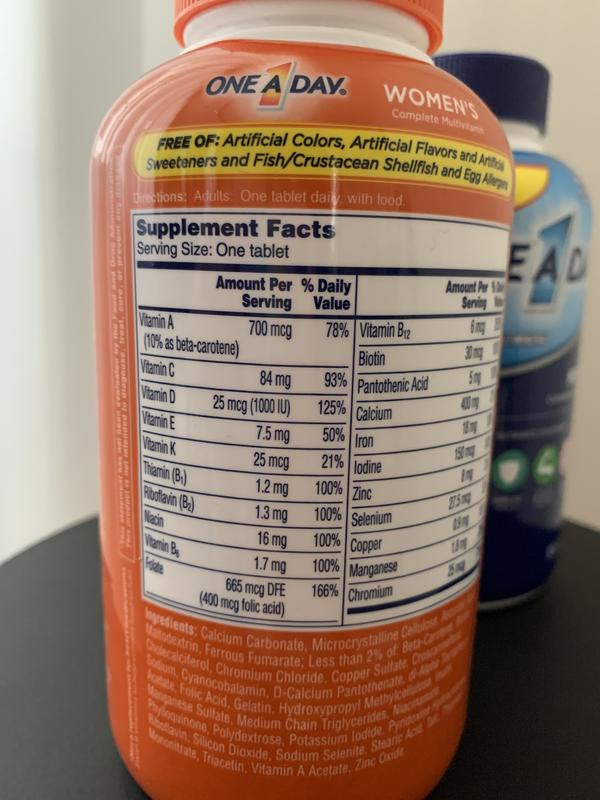 ONE A DAY.
WOMEN'S
Complete Multivitamin
FREE OF: Artificial Colors, Artificial Flavors and Artificial
Sweeteners and Fish/Crustacean Shellfish and Egg Allergens
Directions: Adults: One tablet daily, with food.
Supplement Facts
Serving Size: One tablet
Amount Per Serving % Daily Value
Vitamin A 700 mcg 78%
(10% as beta-carotene)
Vitamin C 84 mg 93%
Vitamin D 25 mcg (1000 IU) 125%
Vitamin E 7.5 mg 50%
Vitamin K 25 mcg 21%
Thiamin (B1) 1.2 mg 100%
Riboflavin (B2) 1.3 mg 100%
Niacin 16 mg 100%
Vitamin B6 1.7 mg 100%
Folate 665 mcg DFE 166%
(400 mcg folic acid)
Amount Per Serving %
Vitamin B12 6 mcg
Biotin 30 mcg
Pantothenic Acid 5 mg
Calcium 400 mg
Iron 18 mg
Iodine 150 mcg
Zinc 8 mg
Selenium 27.5 mcg
Copper 0.9 mg
Manganese 1.8 mg
Chromium 25 mcg
Ingredients: Calcium Carbonate, Microcrystalline Cellulose,
Maltodextrin, Ferrous Fumarate; Less than 2% of: Beta-Carotene,
Cholecalciferol, Chromium Chloride, Copper Sulfate, Croscarmellose
Sodium, Cyanocobalamin, D-Calcium Pantothenate, dl-Alpha
Acetate, Folic Acid, Gelatin, Hydroxypropyl Methylcellulose,
Manganese Sulfate, Medium Chain Triglycerides, Niacinamide,
Phylloquinone, Polydextrose, Potassium Iodide, Pyridoxine
Riboflavin, Silicon Dioxide, Sodium Selenite, Stearic Acid, Talc,
Mononitrate, Triacetin, Vitamin A Acetate, Zinc Oxide.
E A D